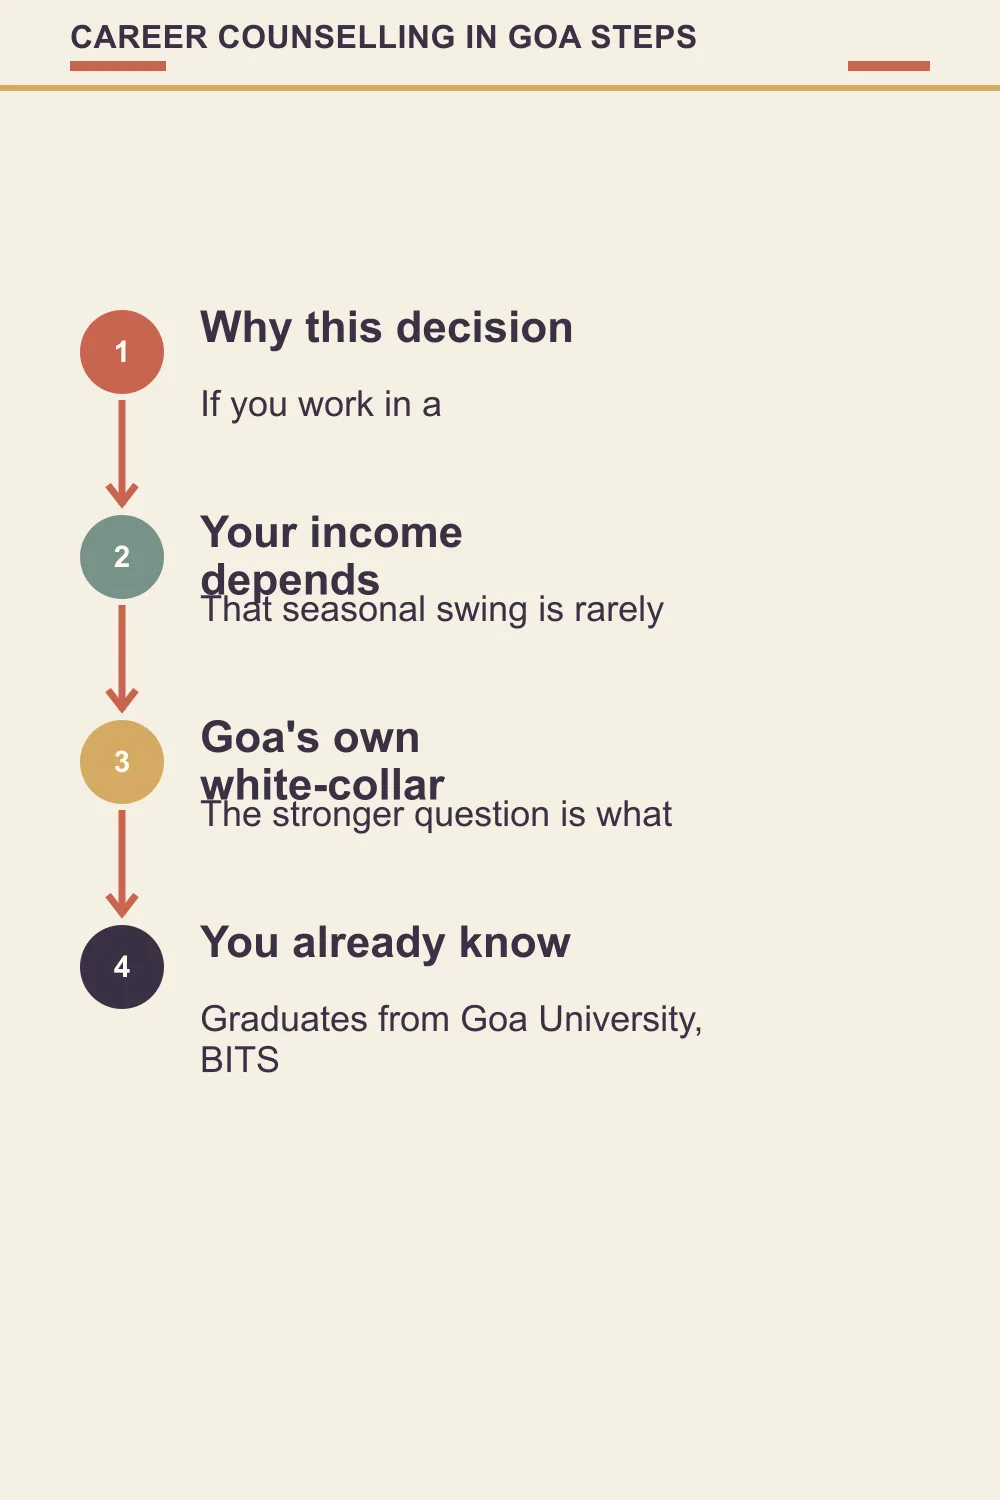 CAREER COUNSELLING IN GOA STEPS
1
Why this decision
If you work in a
2
Your income
depends
That seasonal swing is rarely
3
Goa's own
white-collar
The stronger question is what
4
You already know
Graduates from Goa University,
BITS